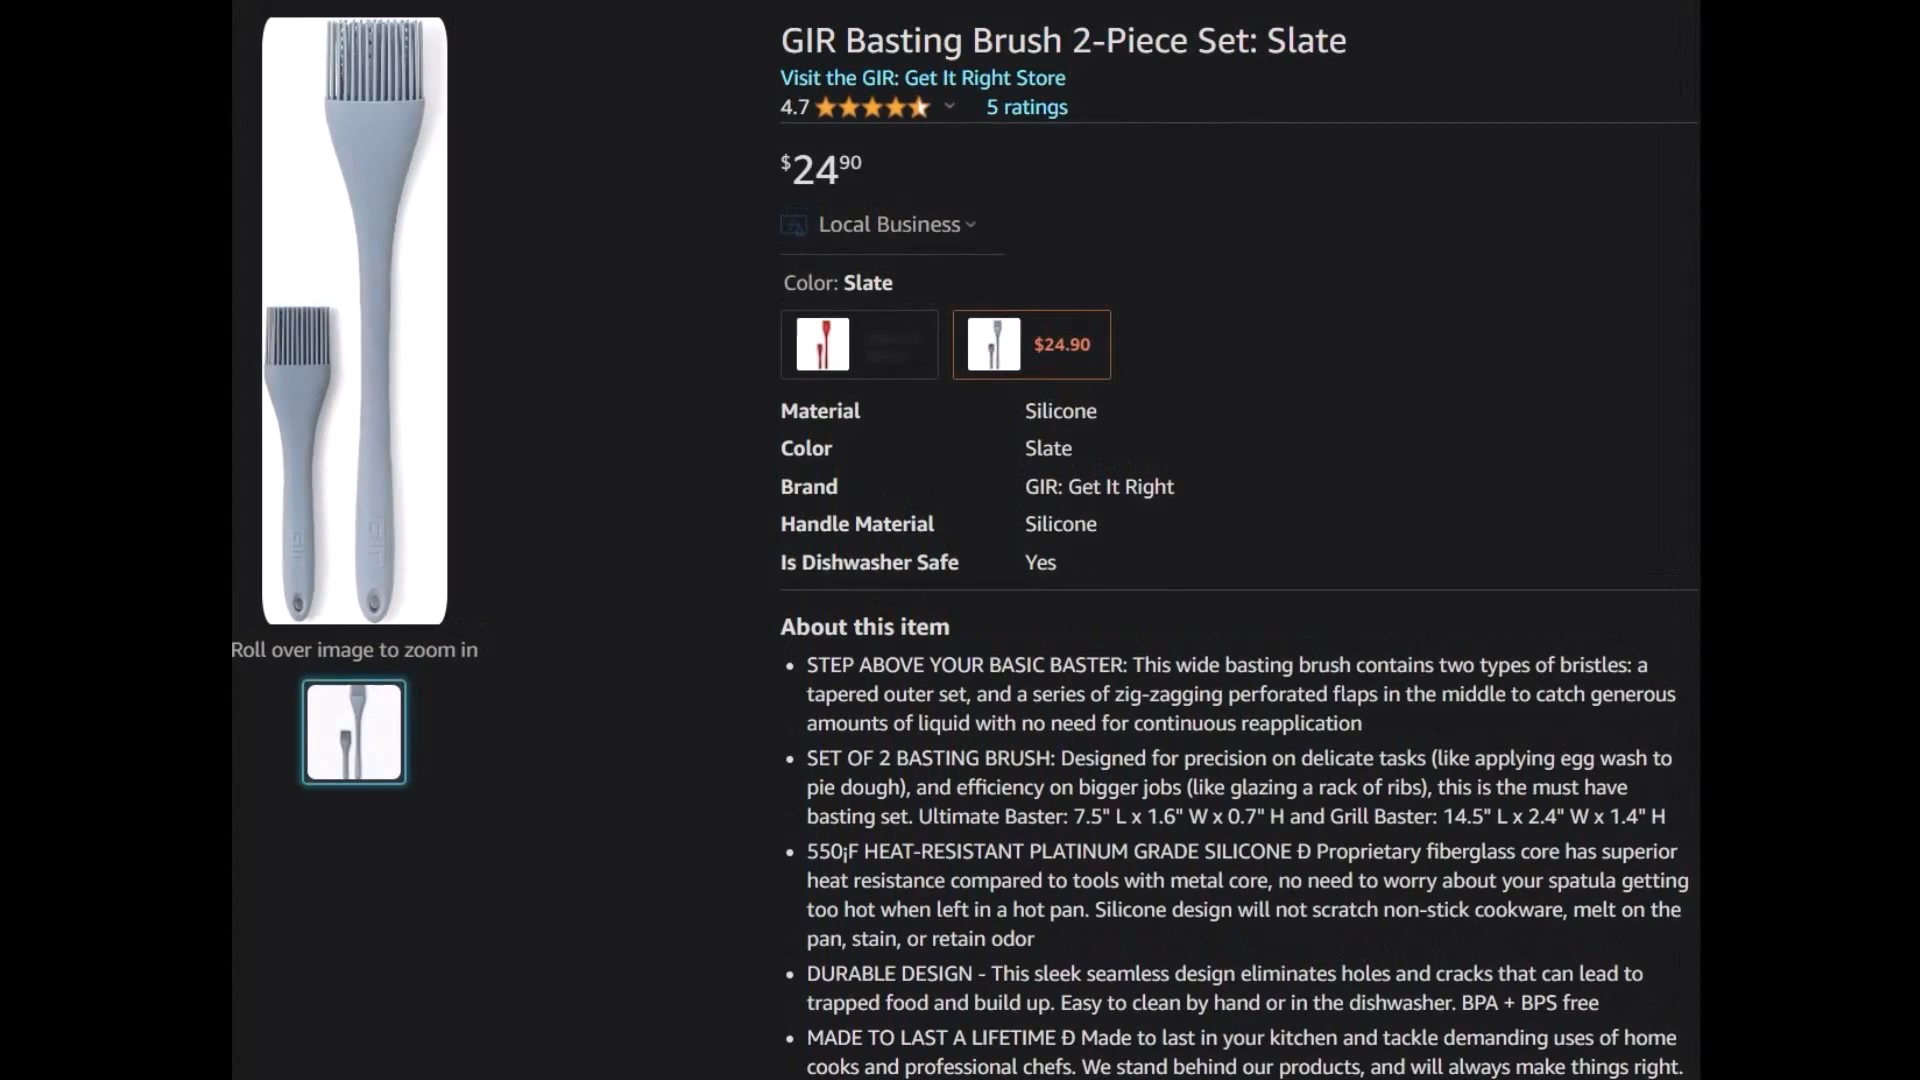 GIR Basting Brush 2-Piece Set: Slate
Visit the GIR: Get It Right Store
4.7 5 ratings
$24.90
Local Business
Color: Slate
$24.90
Material Silicone
Color Slate
Brand GIR: Get It Right
Handle Material Silicone
Is Dishwasher Safe Yes
Roll over image to zoom in
About this item
• STEP ABOVE YOUR BASIC BASTER: This wide basting brush contains two types of bristles: a
tapered outer set, and a series of zig-zagging perforated flaps in the middle to catch generous
amounts of liquid with no need for continuous reapplication
• SET OF 2 BASTING BRUSH: Designed for precision on delicate tasks (like applying egg wash to
pie dough), and efficiency on bigger jobs (like glazing a rack of ribs), this is the must have
basting set. Ultimate Baster: 7.5" L x 1.6" W x 0.7" H and Grill Baster: 14.5" L x 2.4" W x 1.4" H
• 550¡F HEAT-RESISTANT PLATINUM GRADE SILICONE Ð Proprietary fiberglass core has superior
heat resistance compared to tools with metal core, no need to worry about your spatula getting
too hot when left in a hot pan. Silicone design will not scratch non-stick cookware, melt on the
pan, stain, or retain odor
• DURABLE DESIGN - This sleek seamless design eliminates holes and cracks that can lead to
trapped food and build up. Easy to clean by hand or in the dishwasher. BPA + BPS free
• MADE TO LAST A LIFETIME Ð Made to last in your kitchen and tackle demanding uses of home
cooks and professional chefs. We stand behind our products, and will always make things right.
GIR
GIR